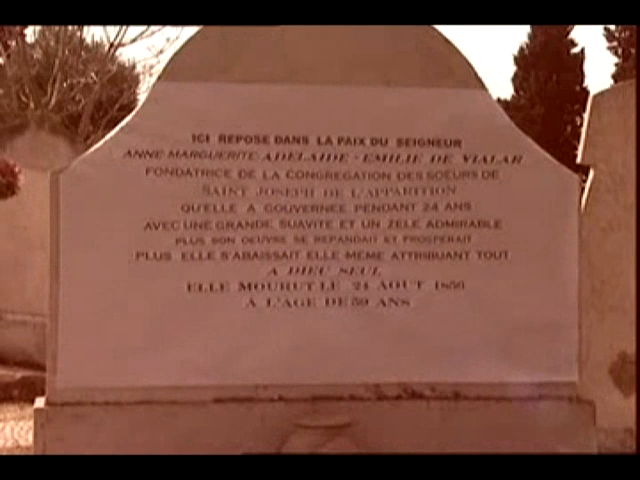 ICI REPOSE DANS LA PAIX DU SEIGNEUR
ANNE MARGUERITE ADELAIDE - EMILIE DE VIALAR
FONDATRICE DE LA CONGREGATION DES SOEURS DE
SAINT JOSEPH DE L'APPARITION
QU'ELLE A GOUVERNEE PENDANT 24 ANS
AVEC UNE GRANDE SUAVITE ET UN ZELE ADMIRABLE
PLUS SON OEUVRE SE REPANDAIT ET PROSPERAIT
PLUS ELLE S'ABAISSAIT ELLE MEME ATTRIBUANT TOUT
A DIEU SEUL
ELLE MOURUT LE 24 AOUT 1856
A L'AGE DE 59 ANS